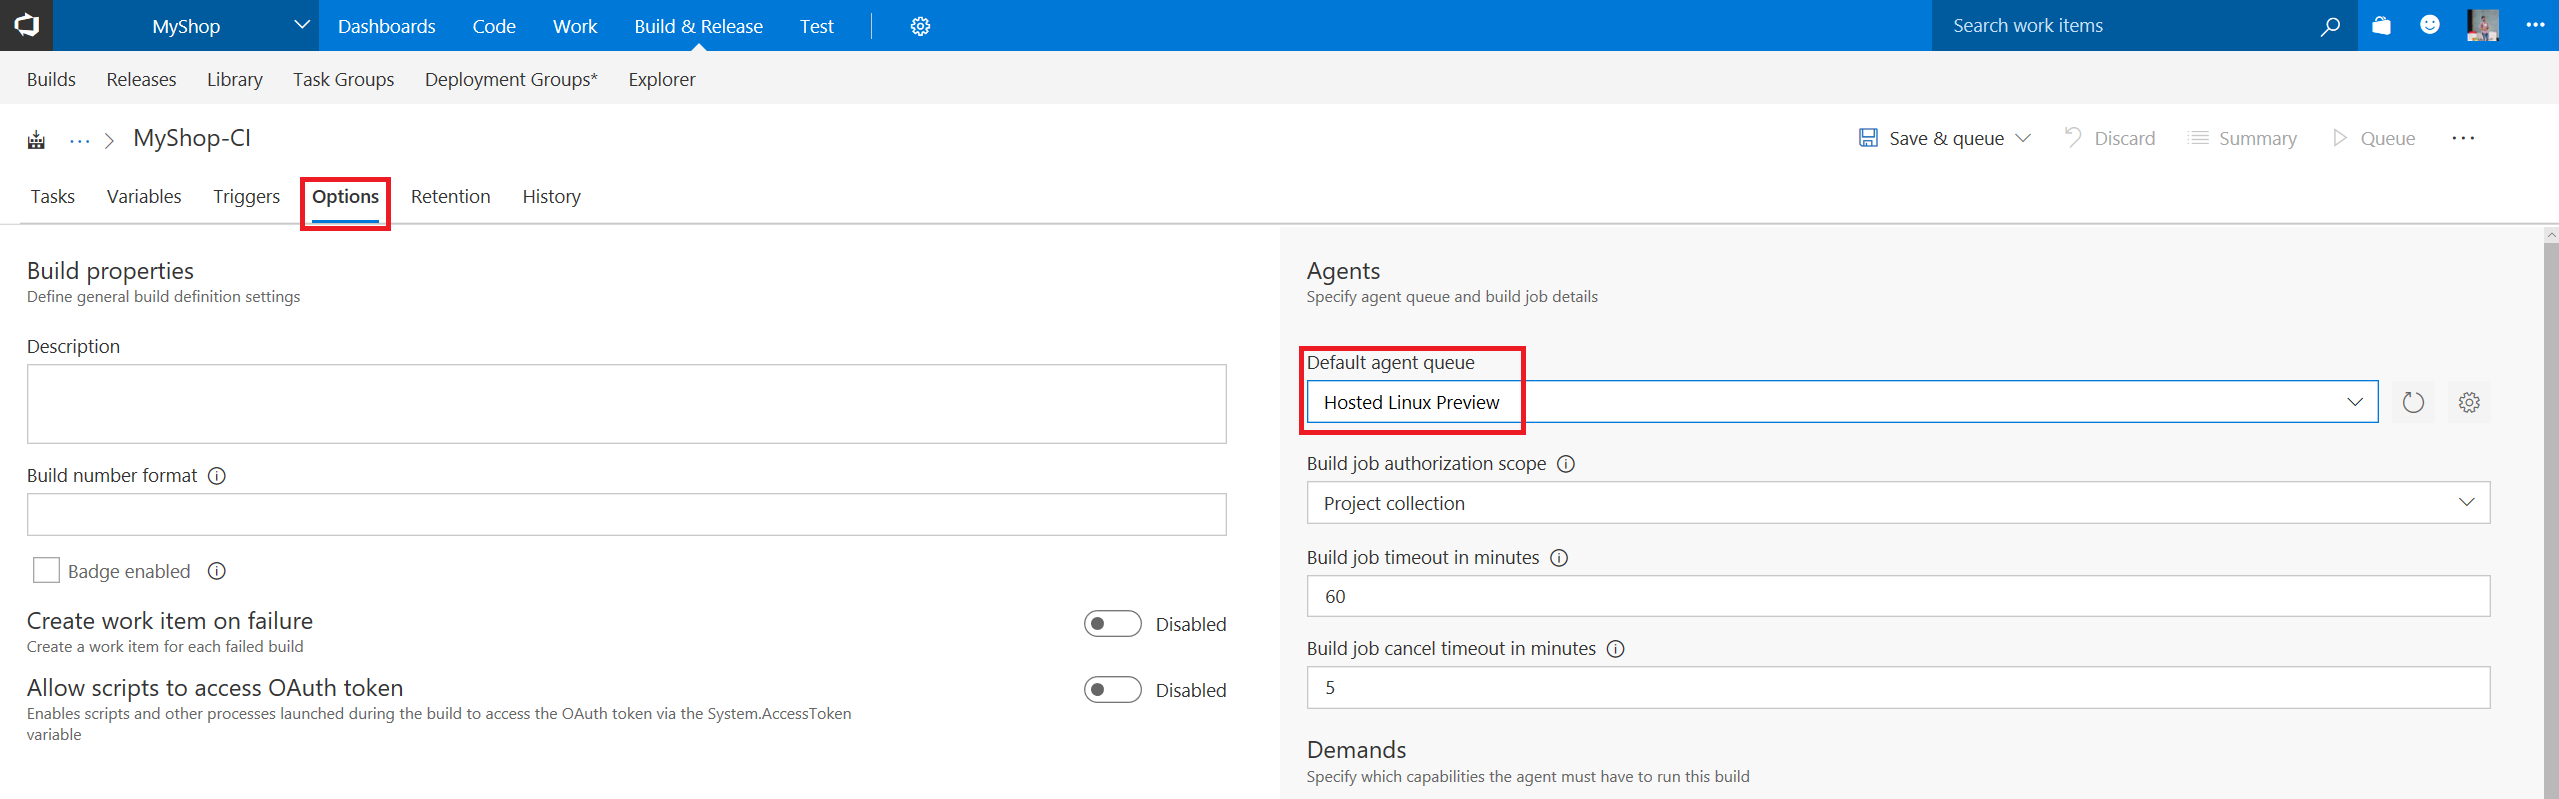 MyShop Dashboards Code Work Build & Release Test Search work items
Builds Releases Library Task Groups Deployment Groups* Explorer
MyShop-CI Save & queue Discard Summary Queue
Tasks Variables Triggers Options Retention History
Build properties
Define general build definition settings
Description
Build number format
Badge enabled
Create work item on failure Disabled
Create a work item for each failed build
Allow scripts to access OAuth token Disabled
Enables scripts and other processes launched during the build to access the OAuth token via the System.AccessToken
variable
Agents
Specify agent queue and build job details
Default agent queue
Hosted Linux Preview
Build job authorization scope
Project collection
Build job timeout in minutes
60
Build job cancel timeout in minutes
5
Demands
Specify which capabilities the agent must have to run this build